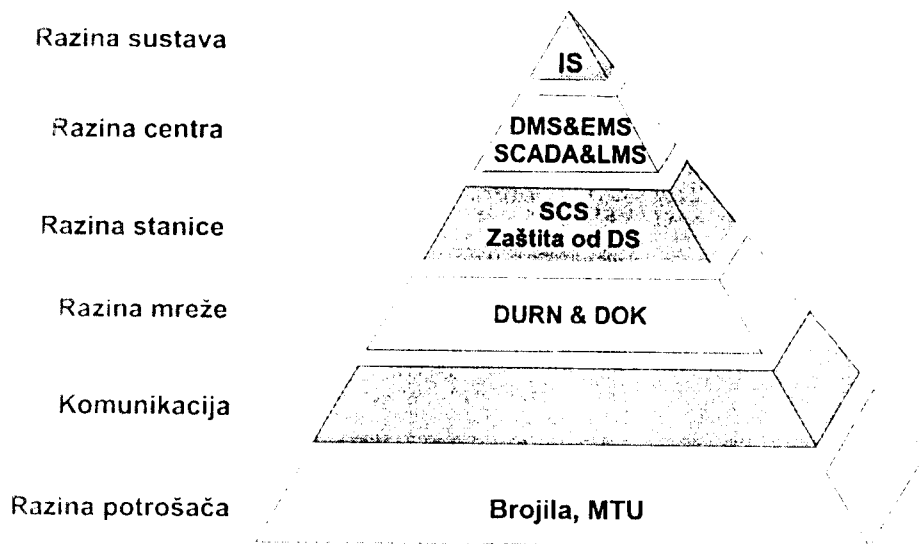 Razina sustava
IS
Razina centra
DMS&EMS
SCADA&LMS
Razina stanice
SCS
Zaštita od DS
Razina mreže
DURN & DOK
Komunikacija
Razina potrošača
Brojila, MTU